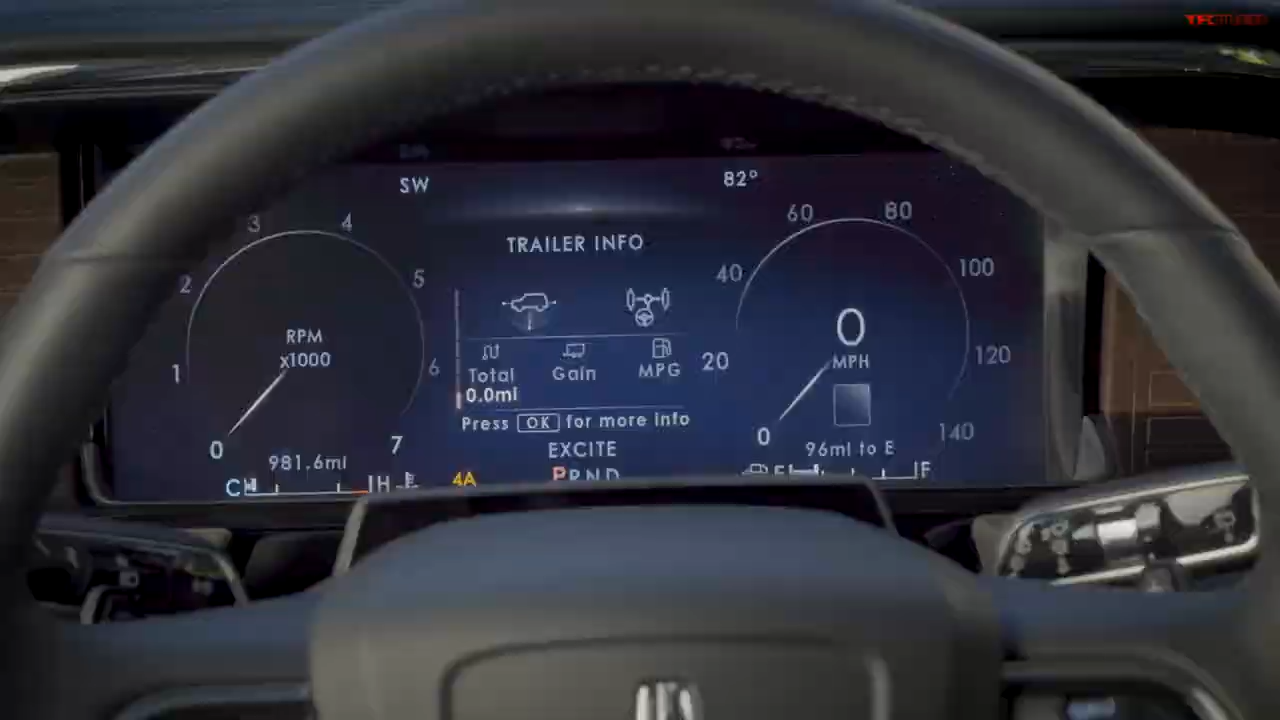 SW
82°
TRAILER INFO
3 4
2 5
1 6
0 7
RPM
x1000
981.6mi
C H
Total
0.0mi
Gain
MPG
Press OK for more info
EXCITE
PRND
4A
60 80
40 100
20 120
0 140
0
MPH
96mi to E
E F